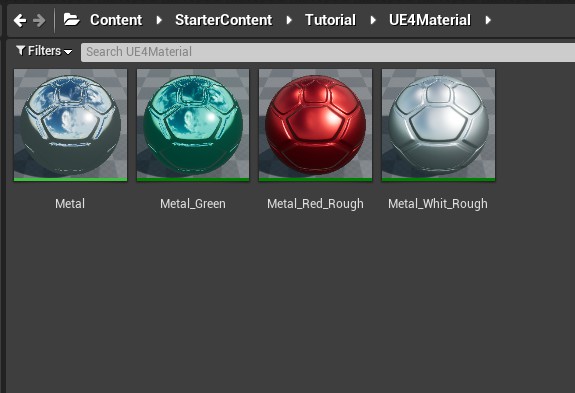 Content StarterContent Tutorial UE4Material
Filters Search UE4Material
Metal Metal_Green Metal_Red_Rough Metal_Whit_Rough